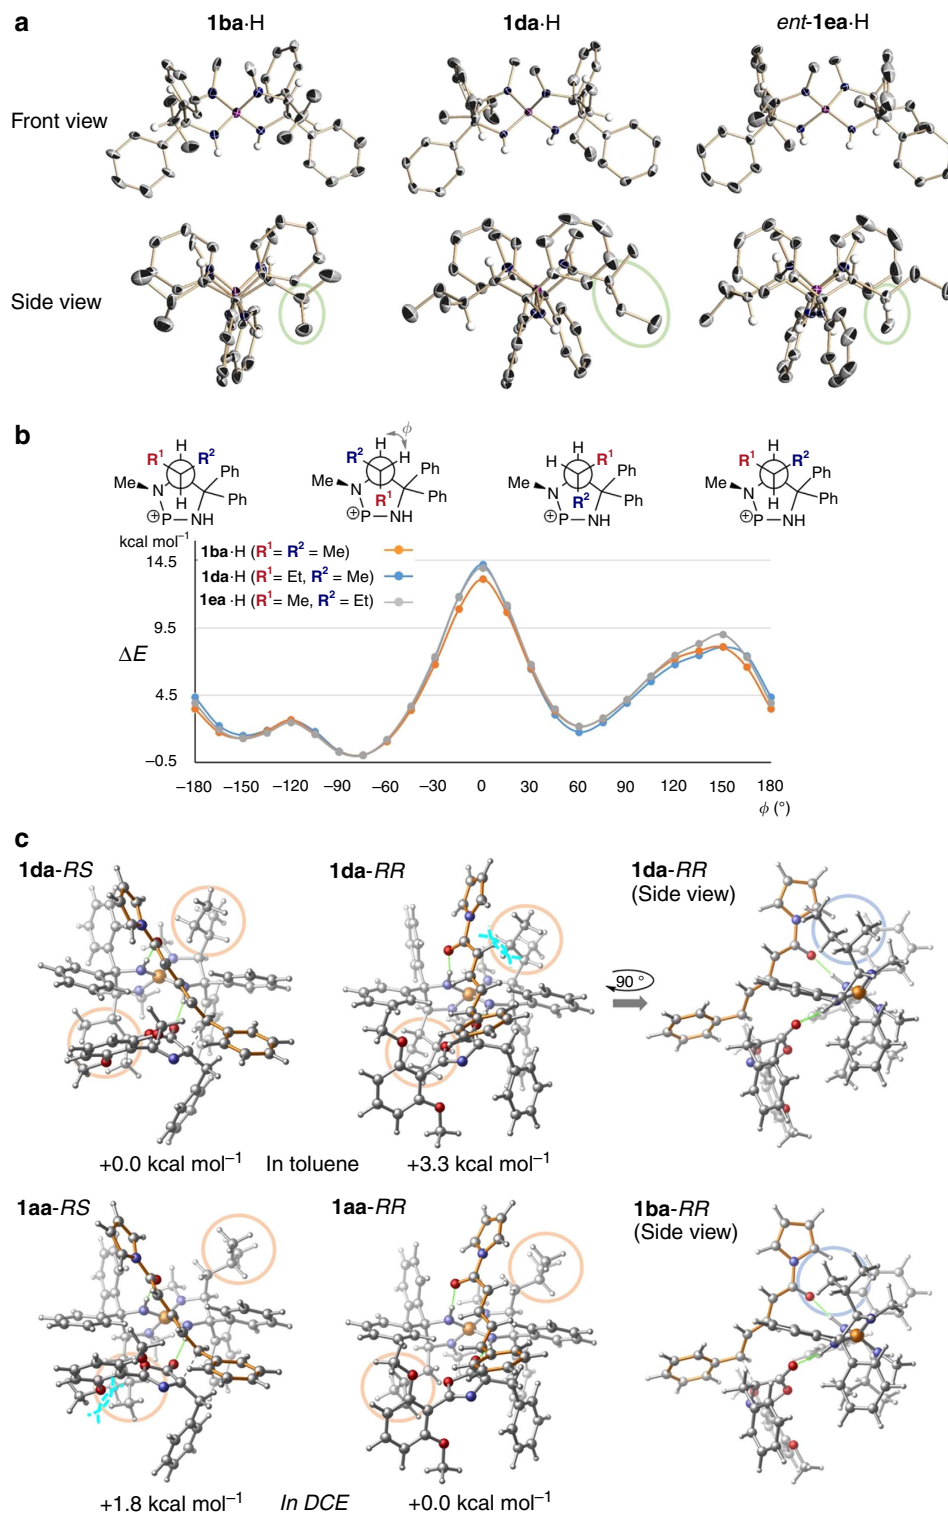 a
1ba·H 1da·H ent-1ea·H
Front view
Side view
b
ϕ
H H H H
R¹ R² R² H H R¹ R¹ R²
Ph Ph Ph Ph
Me N H Ph Me N R¹ Ph Me N R² Ph Me N H Ph
⊕ P NH ⊕ P NH ⊕ P NH ⊕ P NH
kcal mol⁻¹
1ba·H (R¹= R² = Me)
1da·H (R¹= Et, R² = Me)
1ea ·H (R¹= Me, R² = Et)
14.5
9.5
ΔE
4.5
−0.5
−180 −150 −120 −90 −60 −30 0 30 60 90 120 150 180
ϕ (°)
c
1da-RS 1da-RR 1da-RR
(Side view)
90 °
+0.0 kcal mol⁻¹ In toluene +3.3 kcal mol⁻¹
1aa-RS 1aa-RR 1ba-RR
(Side view)
+1.8 kcal mol⁻¹ In DCE +0.0 kcal mol⁻¹